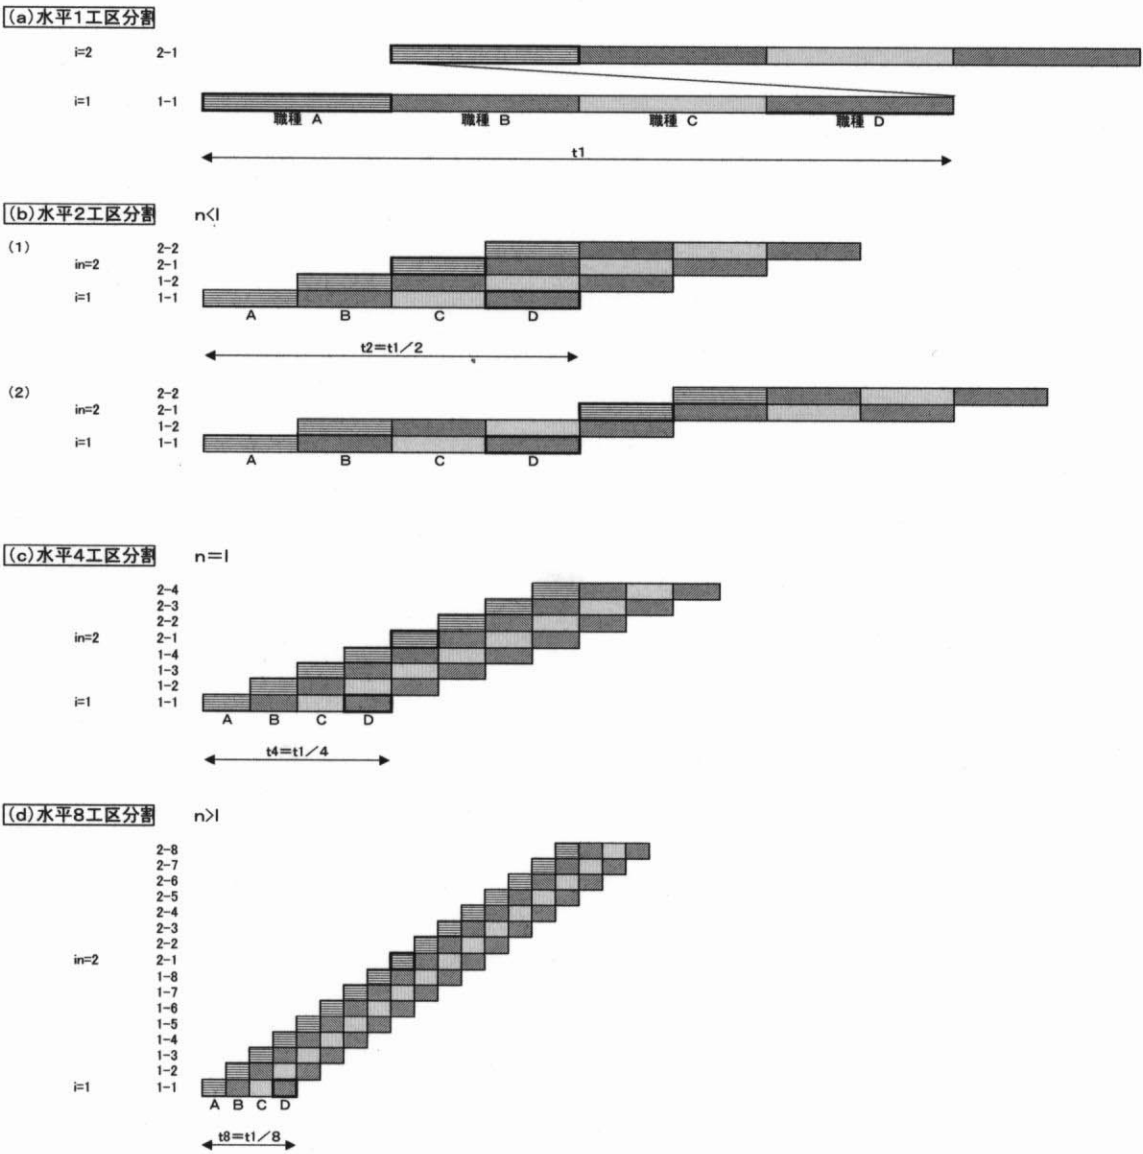 (a)水平1工区分割
i=2 2-1
i=1 1-1
職種 A 職種 B 職種 C 職種 D
t1
(b)水平2工区分割 n<l
(1) 2-2
in=2 2-1
1-2
i=1 1-1
A B C D
t2=t1/2
(2) 2-2
in=2 2-1
1-2
i=1 1-1
A B C D
(c)水平4工区分割 n=l
2-4
2-3
2-2
in=2 2-1
1-4
1-3
1-2
i=1 1-1
A B C D
t4=t1/4
(d)水平8工区分割 n>l
2-8
2-7
2-6
2-5
2-4
2-3
2-2
in=2 2-1
1-8
1-7
1-6
1-5
1-4
1-3
1-2
i=1 1-1
A B C D
t8=t1/8